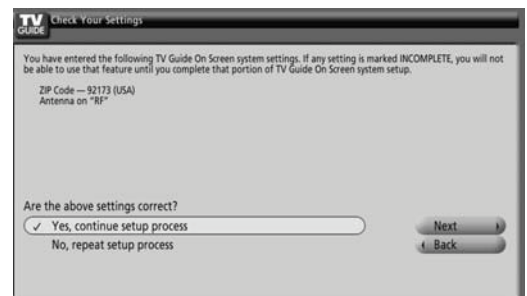 TV GUIDE
Check Your Settings
You have entered the following TV Guide On Screen system settings. If any setting is marked INCOMPLETE, you will not
be able to use that feature until you complete that portion of TV Guide On Screen system setup.
ZIP Code — 92173 (USA)
Antenna on "RF"
Are the above settings correct?
✓ Yes, continue setup process
Next
No, repeat setup process
Back